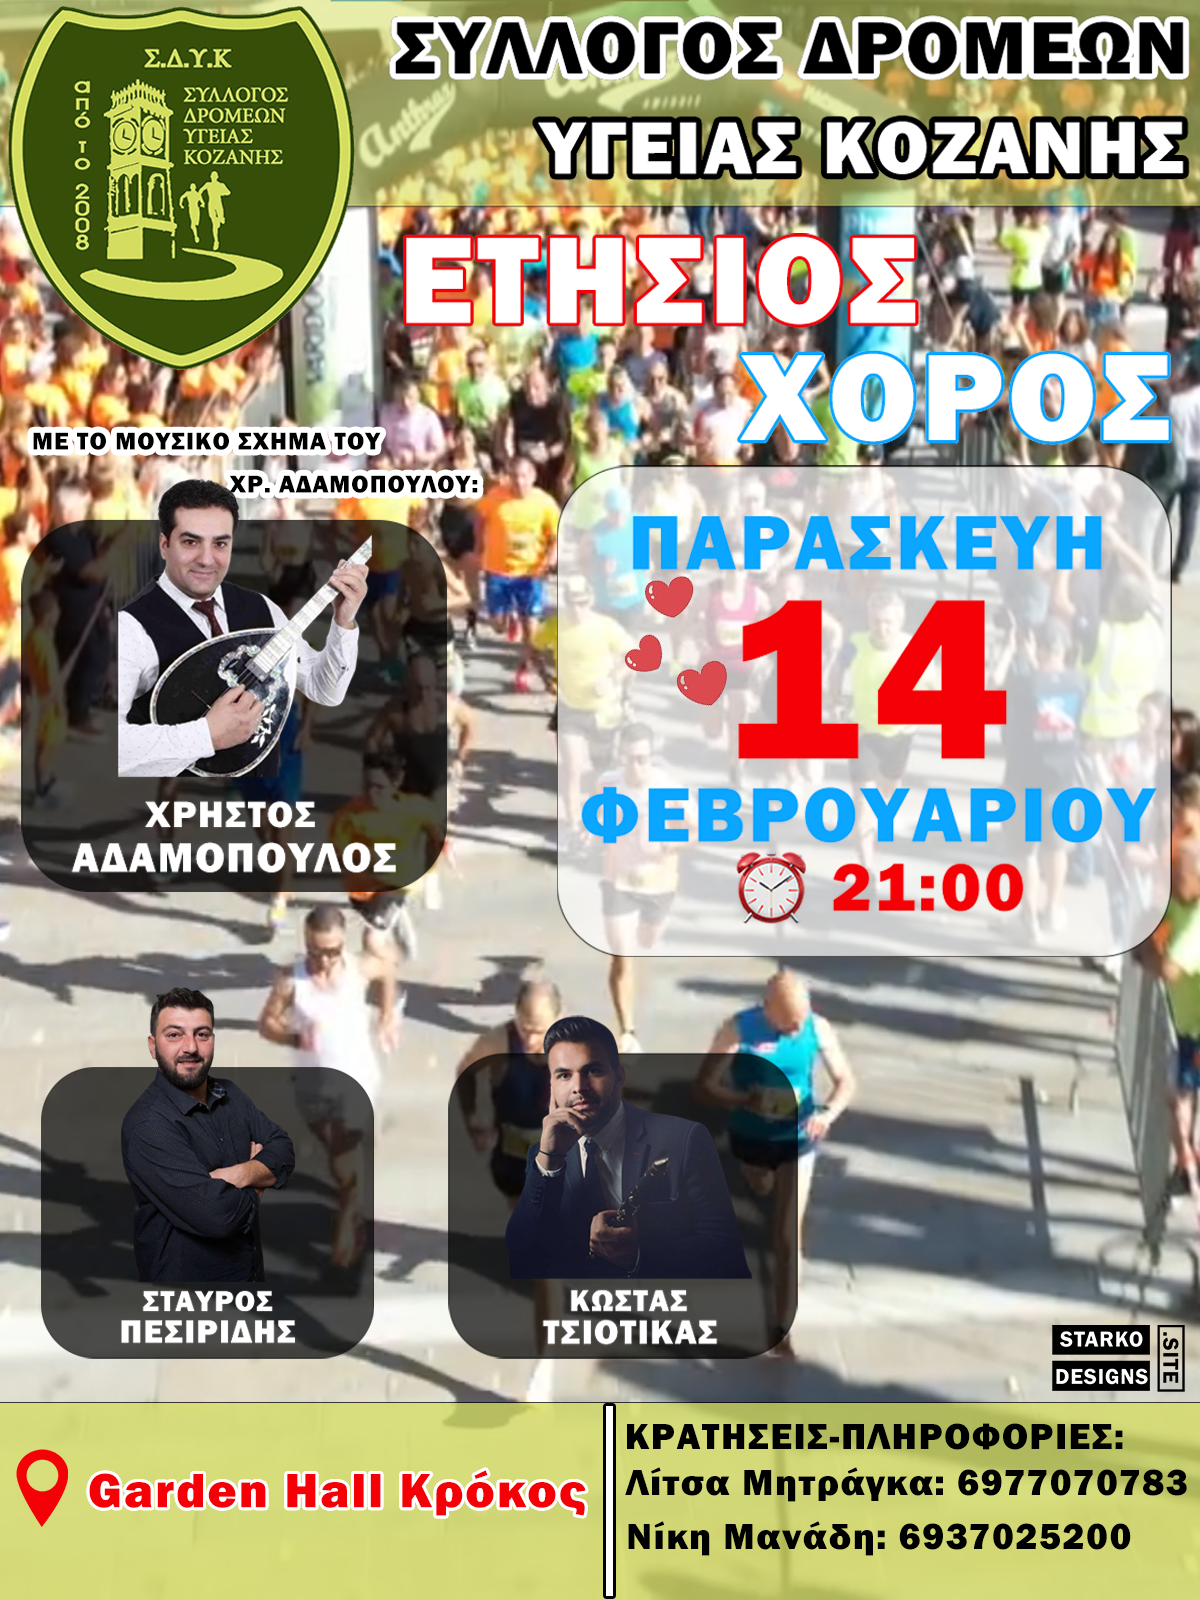 Σ.Δ.Υ.Κ
από το 2008
ΣΥΛΛΟΓΟΣ
ΔΡΟΜΕΩΝ
ΥΓΕΙΑΣ
ΚΟΖΑΝΗΣ
ΣΥΛΛΟΓΟΣ ΔΡΟΜΕΩΝ
ΥΓΕΙΑΣ ΚΟΖΑΝΗΣ
ΕΤΗΣΙΟΣ
ΧΟΡΟΣ
ΜΕ ΤΟ ΜΟΥΣΙΚΟ ΣΧΗΜΑ ΤΟΥ
ΧΡ. ΑΔΑΜΟΠΟΥΛΟΥ:
ΧΡΗΣΤΟΣ
ΑΔΑΜΟΠΟΥΛΟΣ
ΠΑΡΑΣΚΕΥΗ
14
ΦΕΒΡΟΥΑΡΙΟΥ
21:00
ΣΤΑΥΡΟΣ
ΠΕΣΙΡΙΔΗΣ
ΚΩΣΤΑΣ
ΤΣΙΟΤΙΚΑΣ
STARKO
DESIGNS
.SITE
Garden Hall Κρόκος
ΚΡΑΤΗΣΕΙΣ-ΠΛΗΡΟΦΟΡΙΕΣ:
Λίτσα Μητράγκα: 6977070783
Νίκη Μανάδη: 6937025200